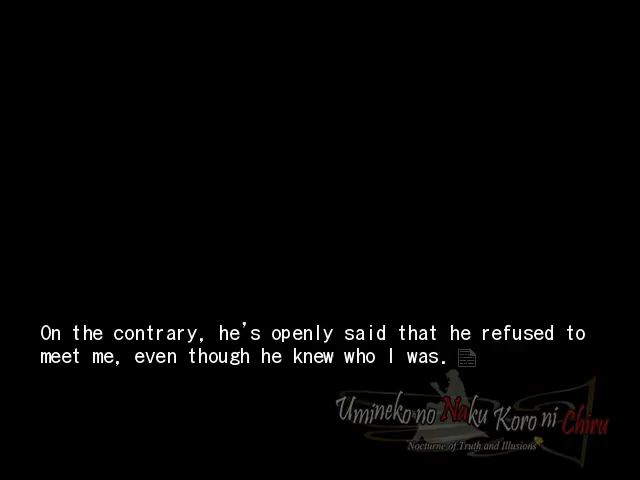 On the contrary, he's openly said that he refused to
meet me, even though he knew who I was.
Umineko no Naku Koro ni Chiru
Nocturne of Truth and Illusions